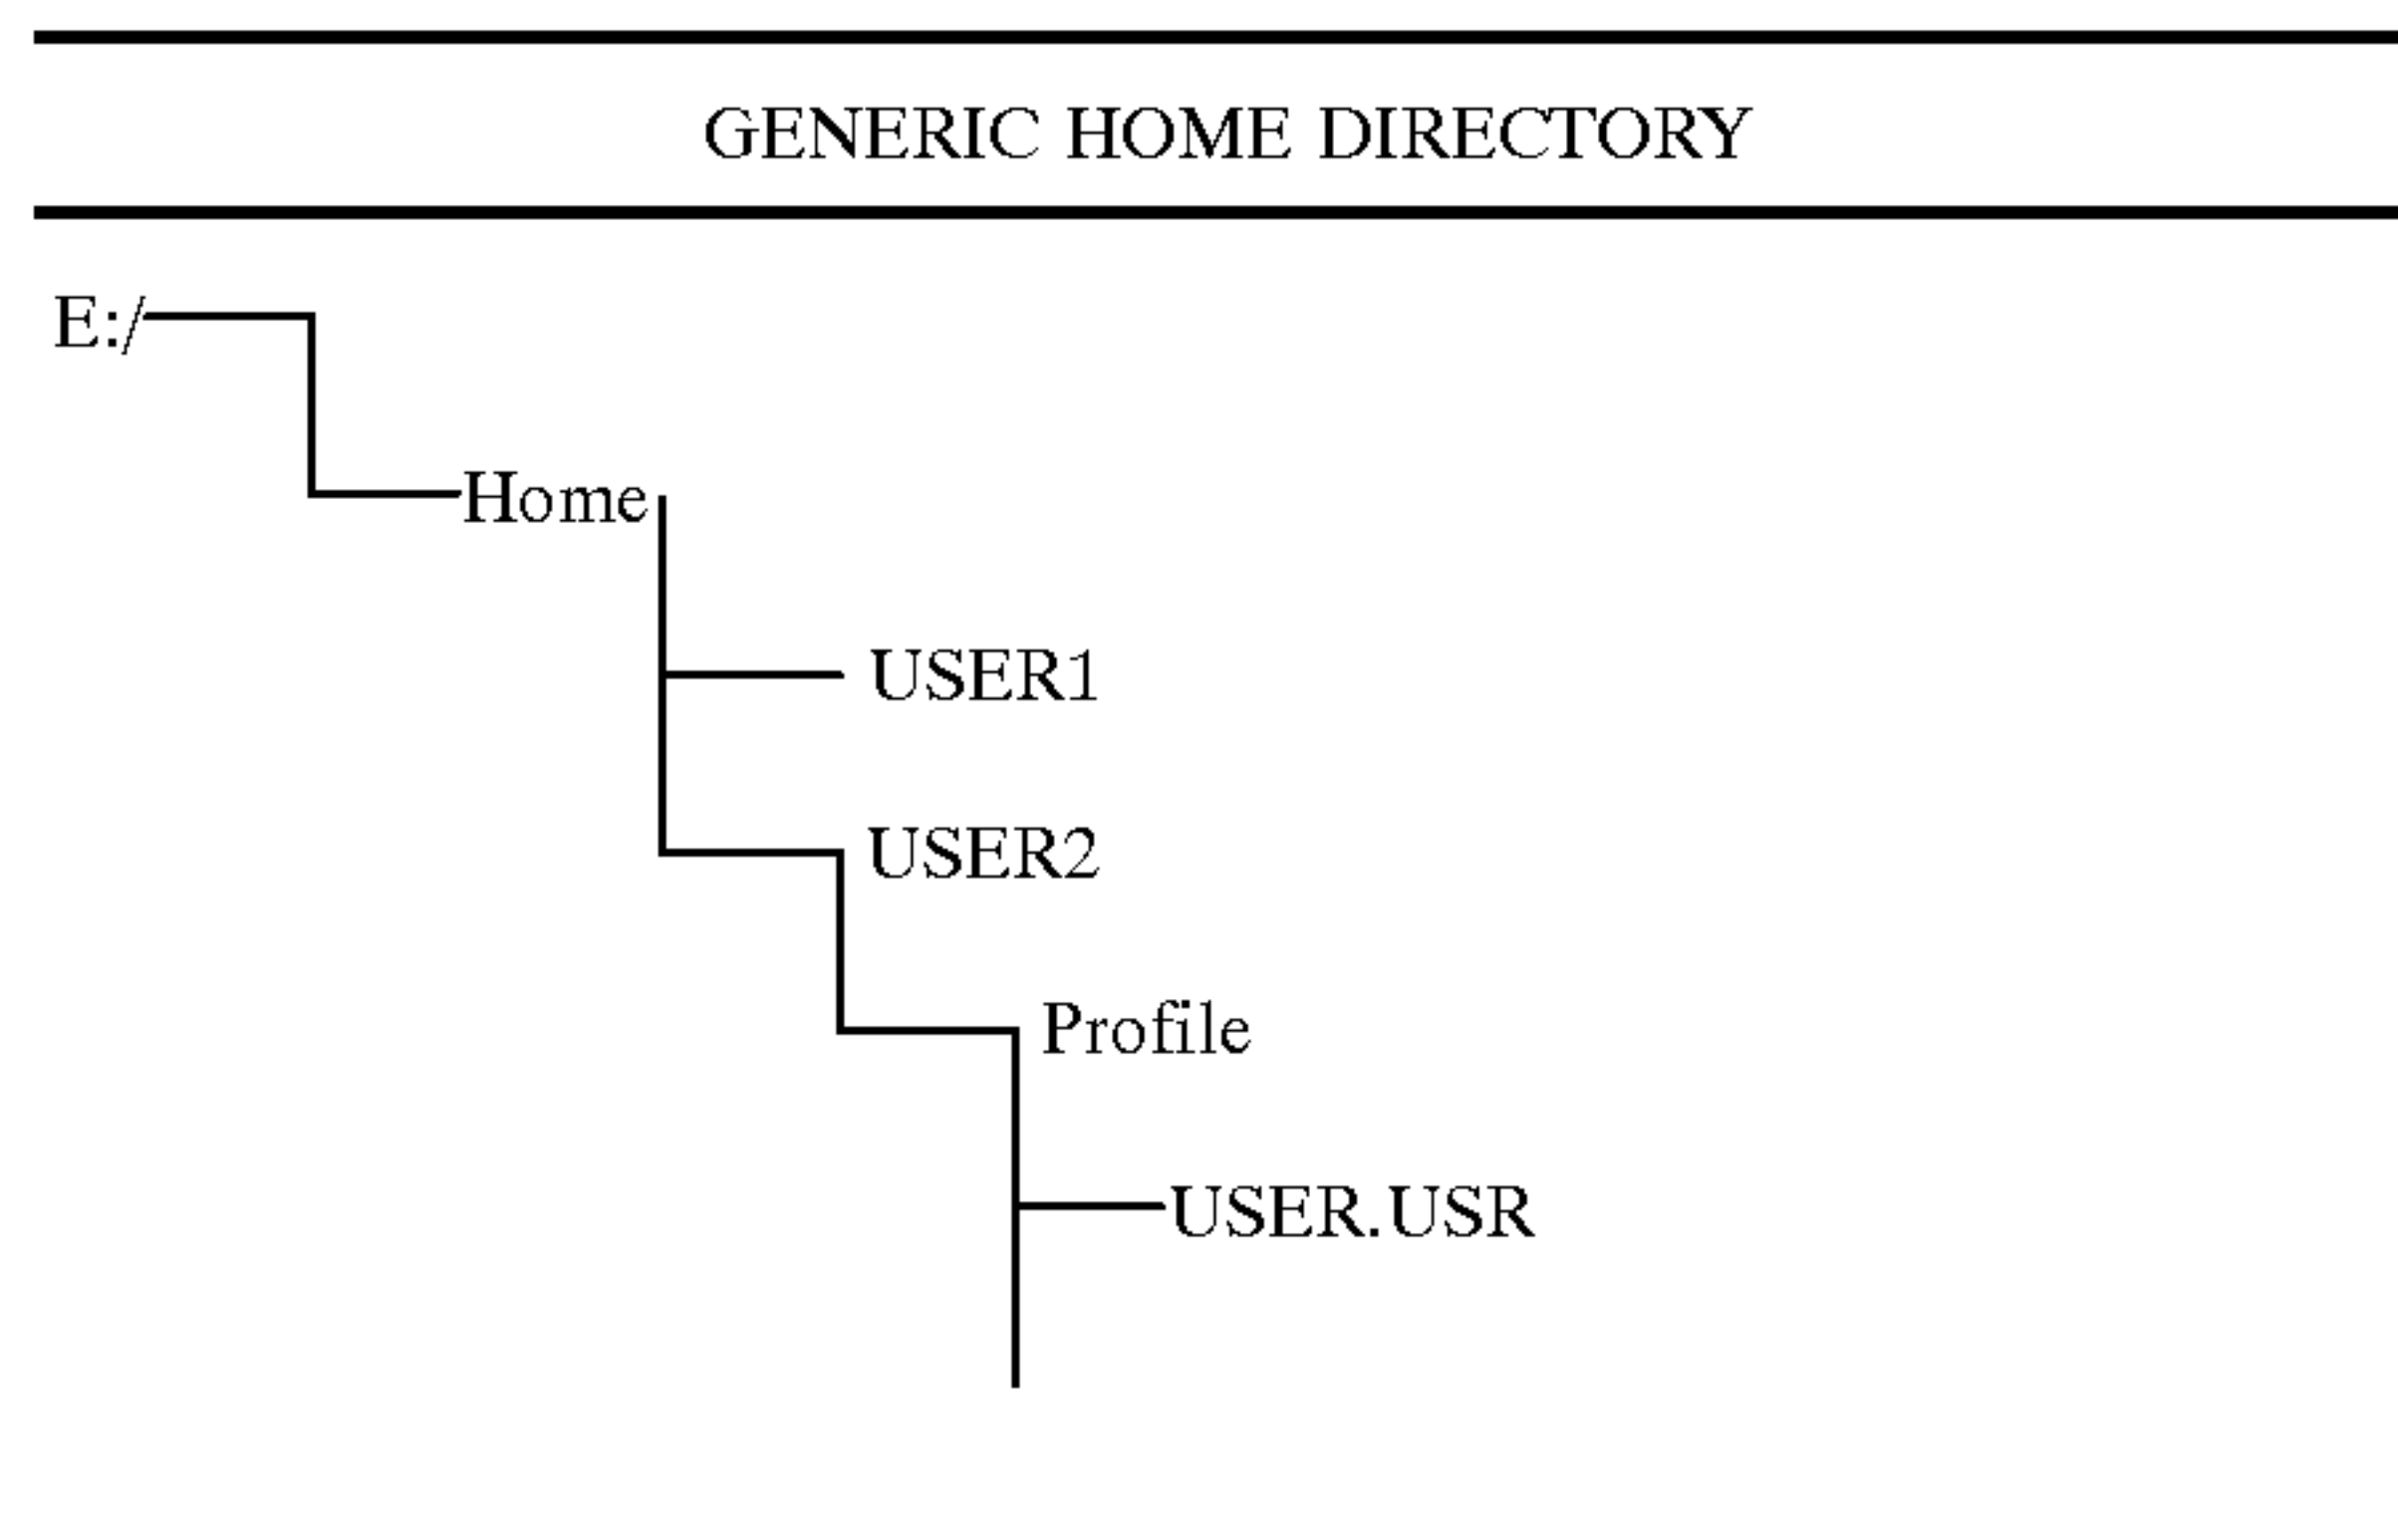 GENERIC HOME DIRECTORY
E:/
Home
USER1
USER2
Profile
USER.USR